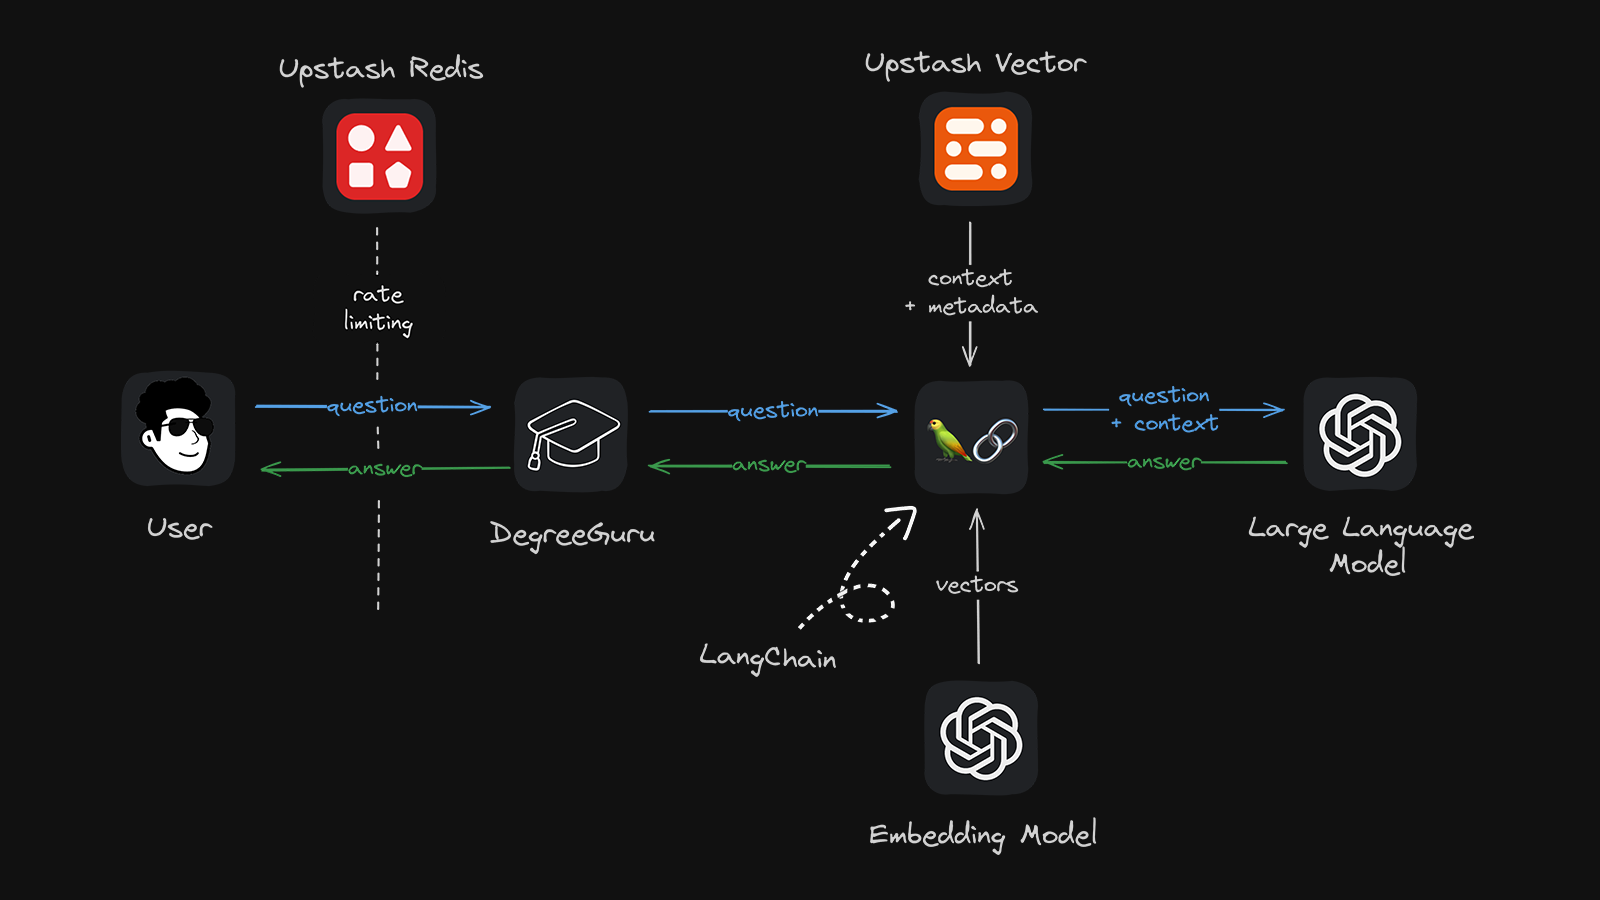 Upstash Redis
Upstash Vector
rate
limiting
context
+ metadata
question
question
question
+ context
answer
answer
answer
User
DegreeGuru
Large Language
Model
vectors
LangChain
Embedding Model